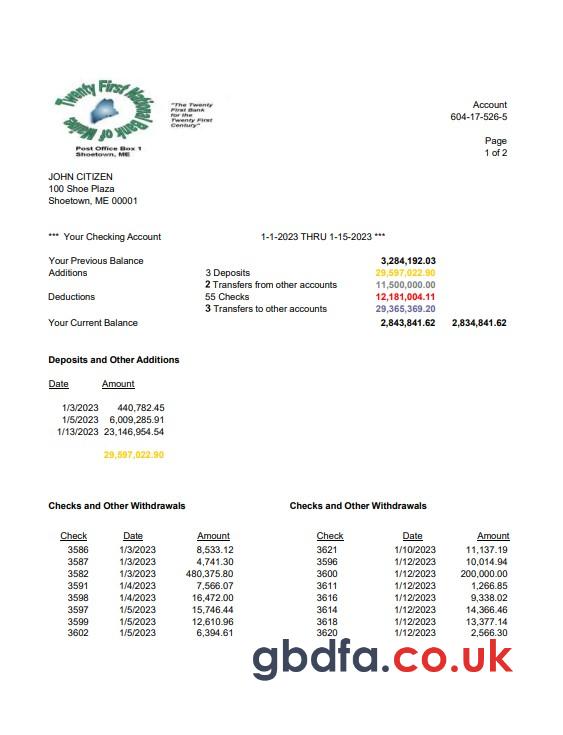 Twenty First National Bank of Maine
"The Twenty
First Bank
for the
Twenty First
Century"
Post Office Box 1
Shoetown, ME
Account
604-17-526-5
Page
1 of 2
JOHN CITIZEN
100 Shoe Plaza
Shoetown, ME 00001
*** Your Checking Account 1-1-2023 THRU 1-15-2023 ***
Your Previous Balance 3,284,192.03
Additions 3 Deposits 29,597,022.90
2 Transfers from other accounts 11,500,000.00
Deductions 55 Checks 12,181,004.11
3 Transfers to other accounts 29,365,369.20
Your Current Balance 2,843,841.62 2,834,841.62
Deposits and Other Additions
Date Amount
1/3/2023 440,782.45
1/5/2023 6,009,285.91
1/13/2023 23,146,954.54
29,597,022.90
Checks and Other Withdrawals Checks and Other Withdrawals
Check Date Amount Check Date Amount
3586 1/3/2023 8,533.12 3621 1/10/2023 11,137.19
3587 1/3/2023 4,741.30 3596 1/12/2023 10,014.94
3582 1/3/2023 480,375.80 3600 1/12/2023 200,000.00
3591 1/4/2023 7,566.07 3611 1/12/2023 1,266.85
3598 1/4/2023 16,472.00 3616 1/12/2023 9,338.02
3597 1/5/2023 15,746.44 3614 1/12/2023 14,366.46
3599 1/5/2023 12,610.96 3618 1/12/2023 13,377.14
3602 1/5/2023 6,394.61 3620 1/12/2023 2,566.30
gbdfa.co.uk